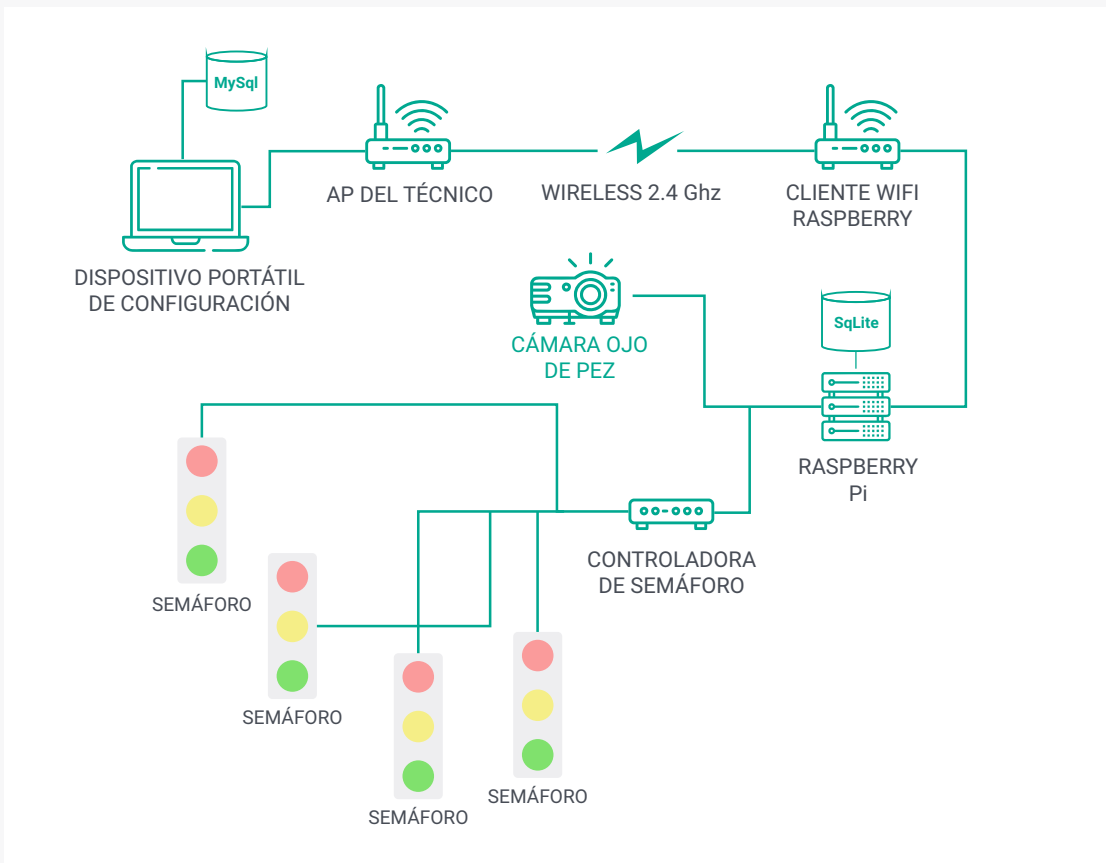 MySql
AP DEL TÉCNICO
WIRELESS 2.4 Ghz
CLIENTE WIFI
RASPBERRY
DISPOSITIVO PORTÁTIL
DE CONFIGURACIÓN
CÁMARA OJO
DE PEZ
SqLite
RASPBERRY
Pi
CONTROLADORA
DE SEMÁFORO
SEMÁFORO
SEMÁFORO
SEMÁFORO
SEMÁFORO